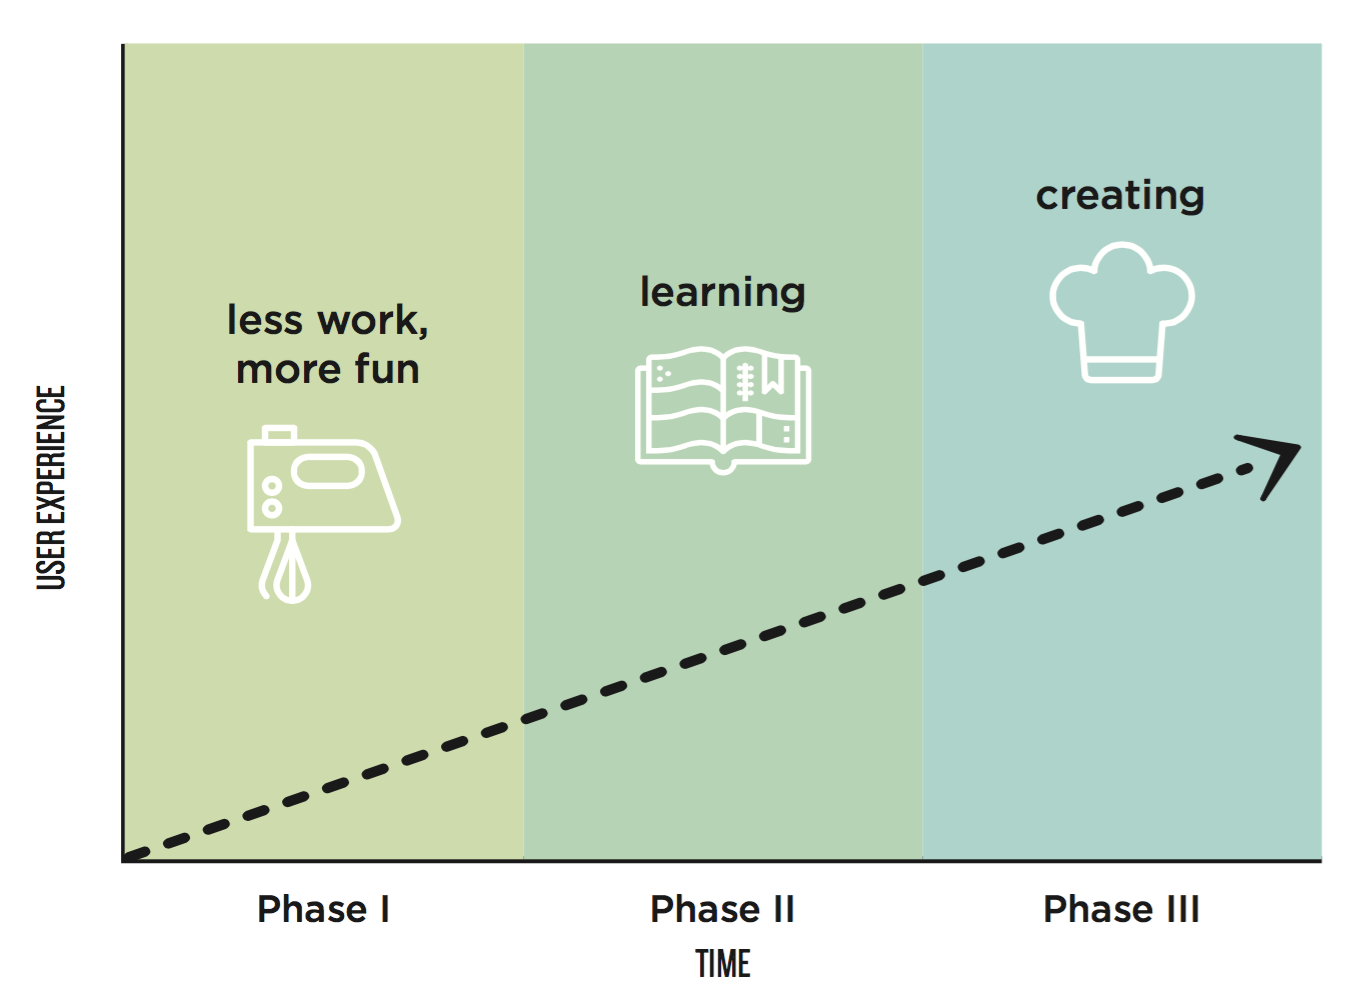 creating
learning
less work,
more fun
USER EXPERIENCE
Phase I
Phase II
Phase III
TIME